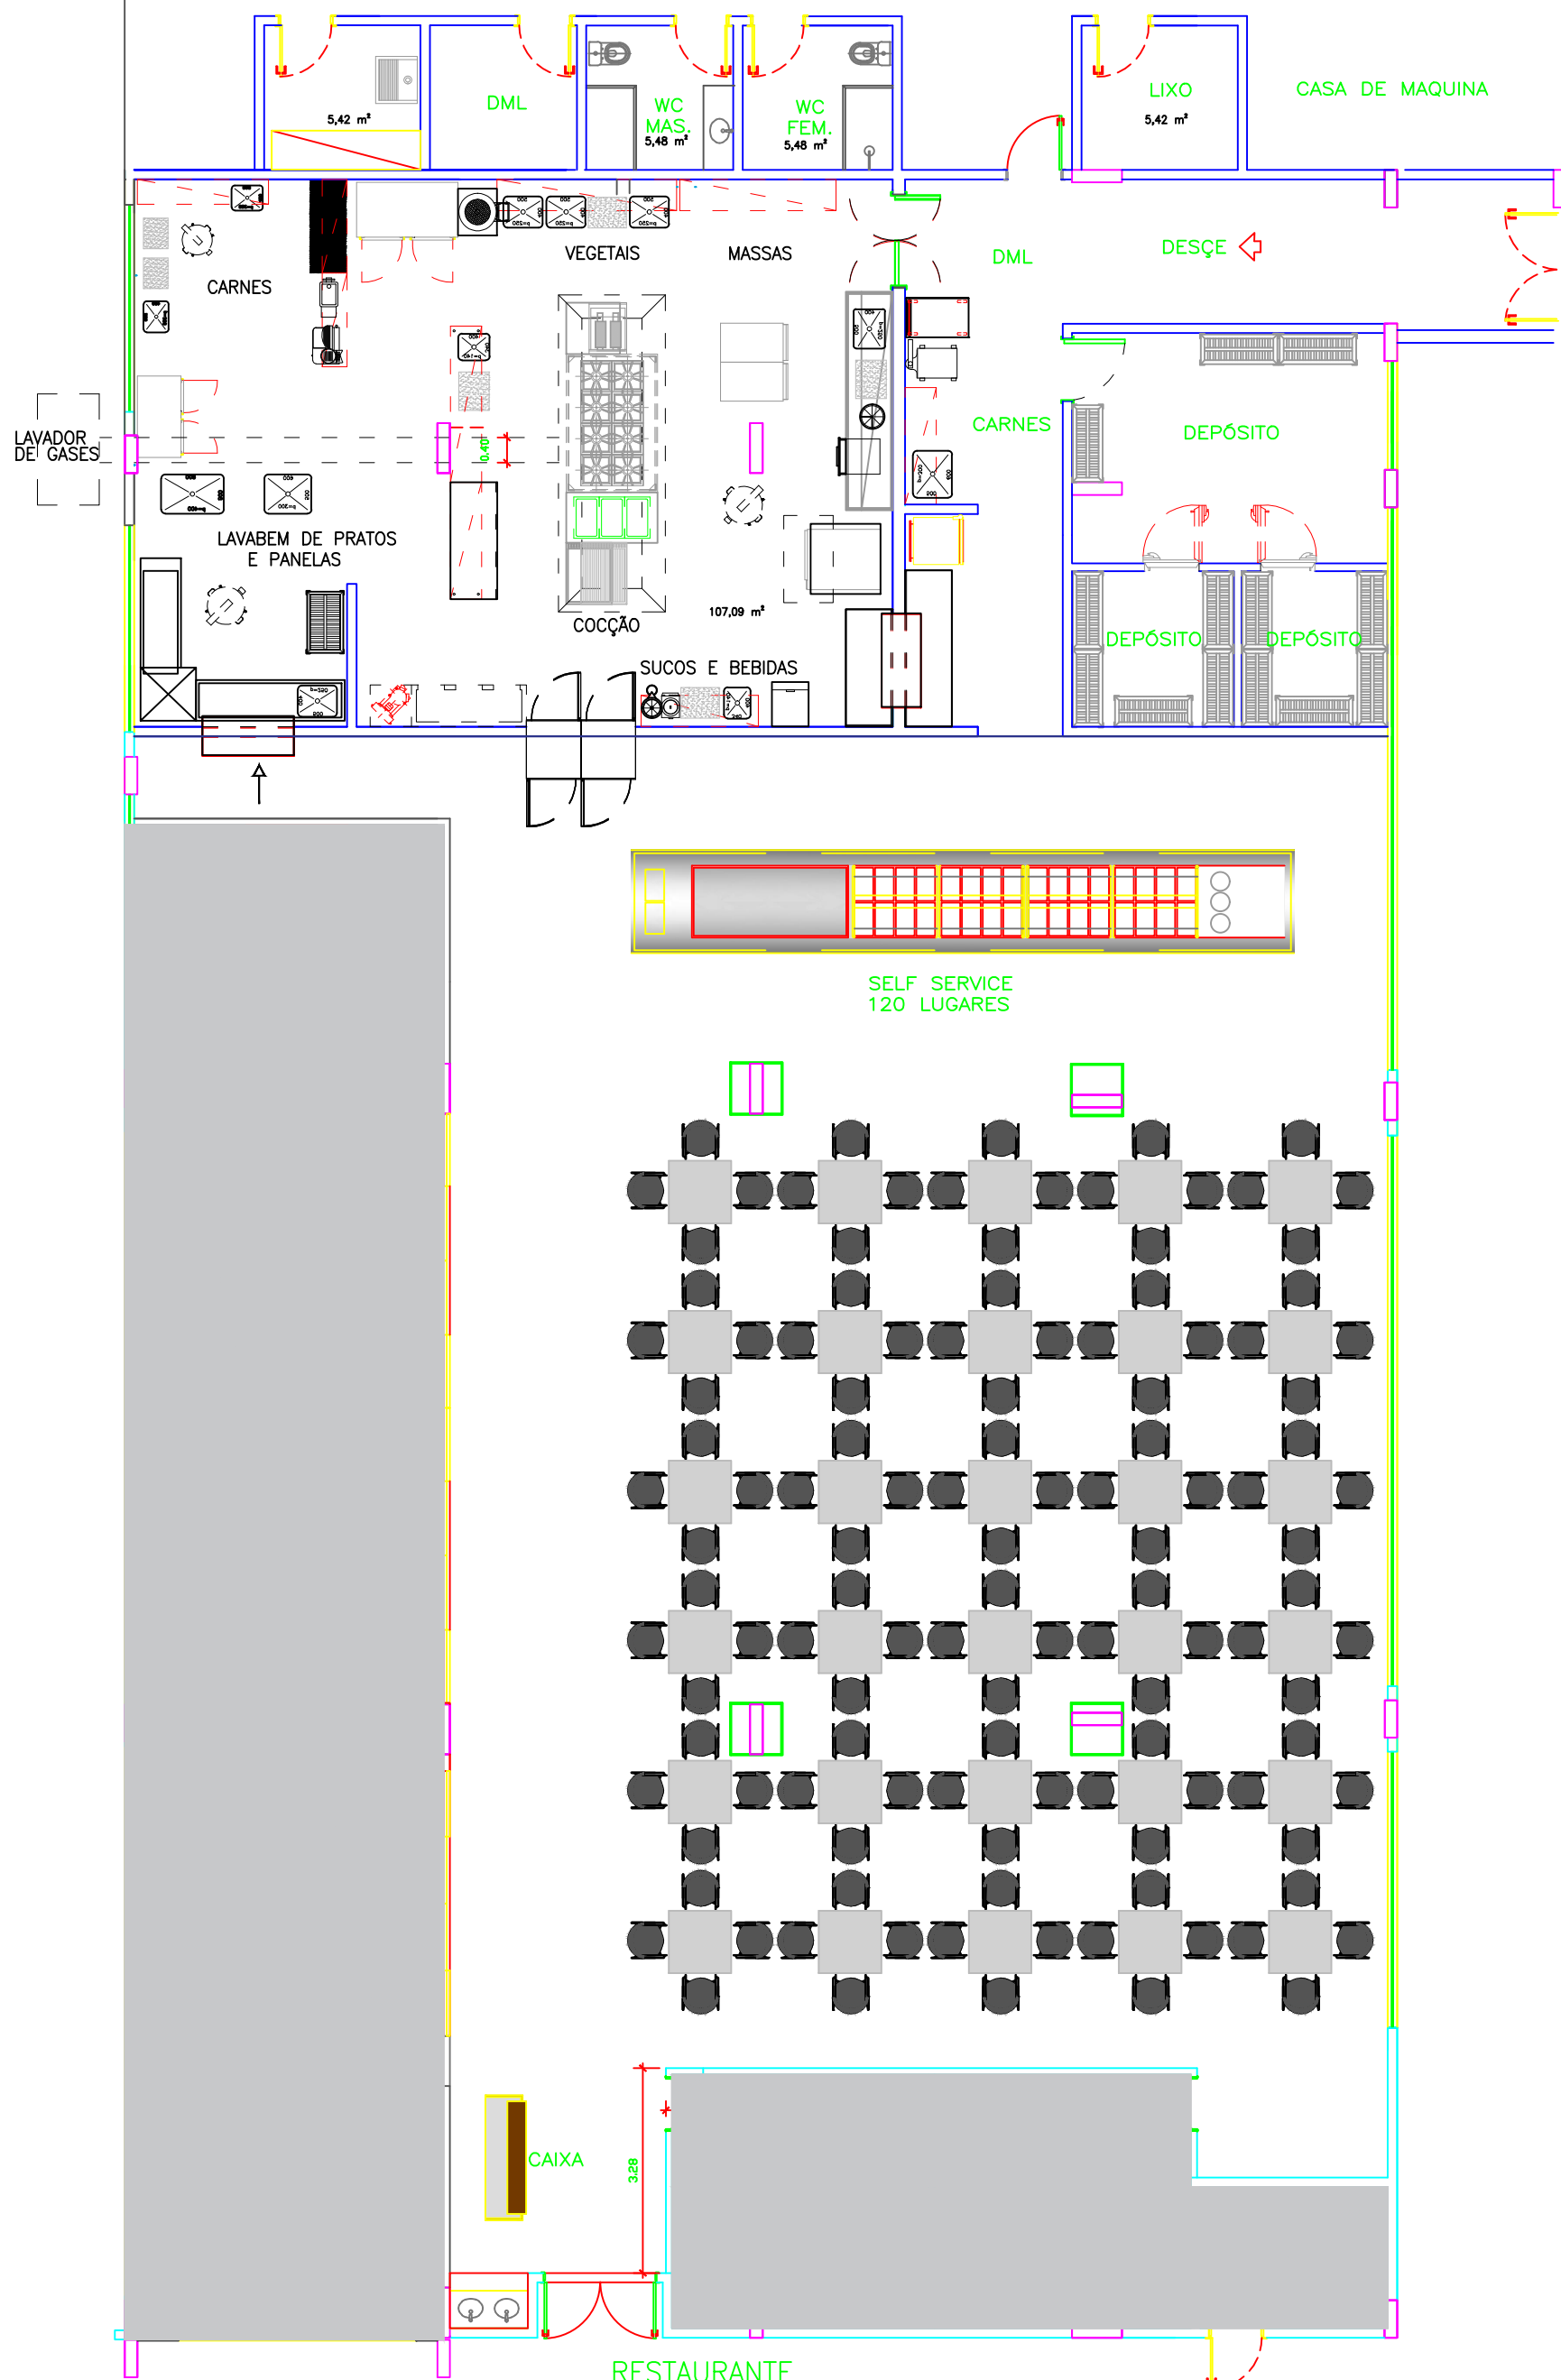 DML
WC
MAS.
5,48 m²
WC
FEM.
5,48 m²
LIXO
5,42 m²
CASA DE MAQUINA
5,42 m²
CARNES
VEGETAIS
MASSAS
DML
DESÇE
LAVADOR
DE GASES
0.40
CARNES
DEPÓSITO
LAVABEM DE PRATOS
E PANELAS
COCÇÃO
107,09 m²
DEPÓSITO
DEPÓSITO
SUCOS E BEBIDAS
SELF SERVICE
120 LUGARES
CAIXA
3.28
RESTAURANTE